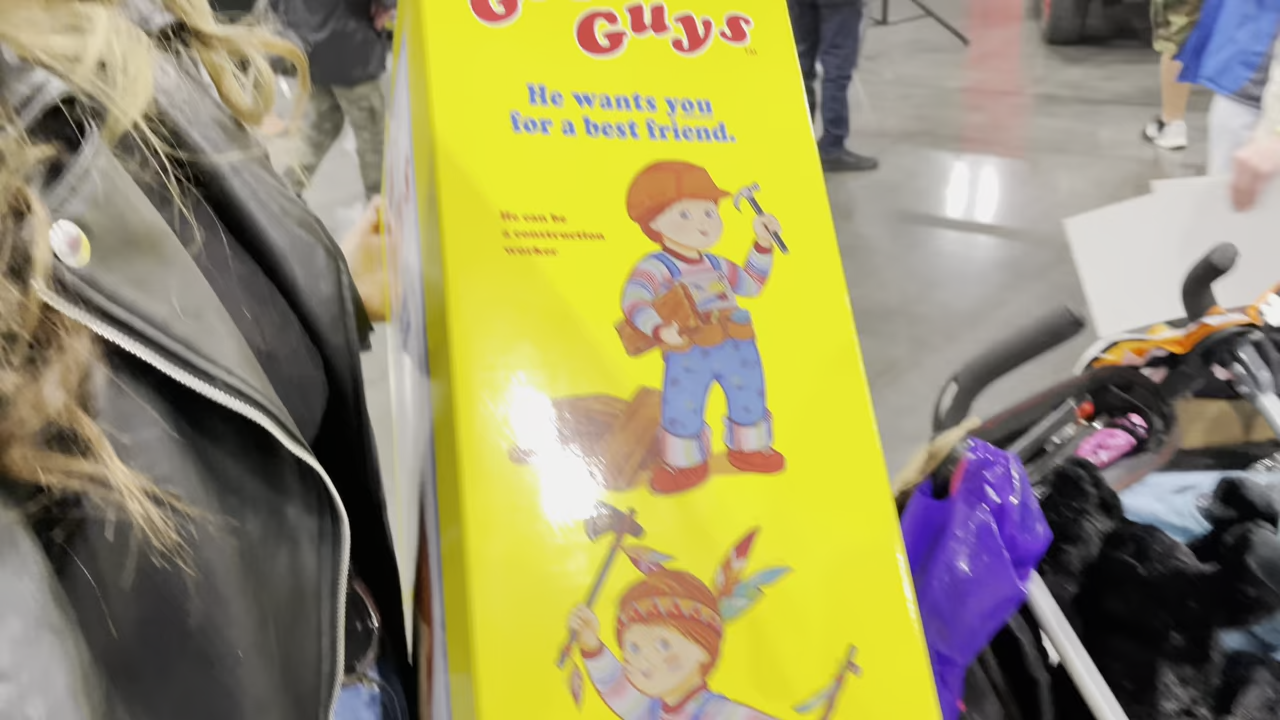 Guys
He wants you
for a best friend.
He can be
a construction
worker